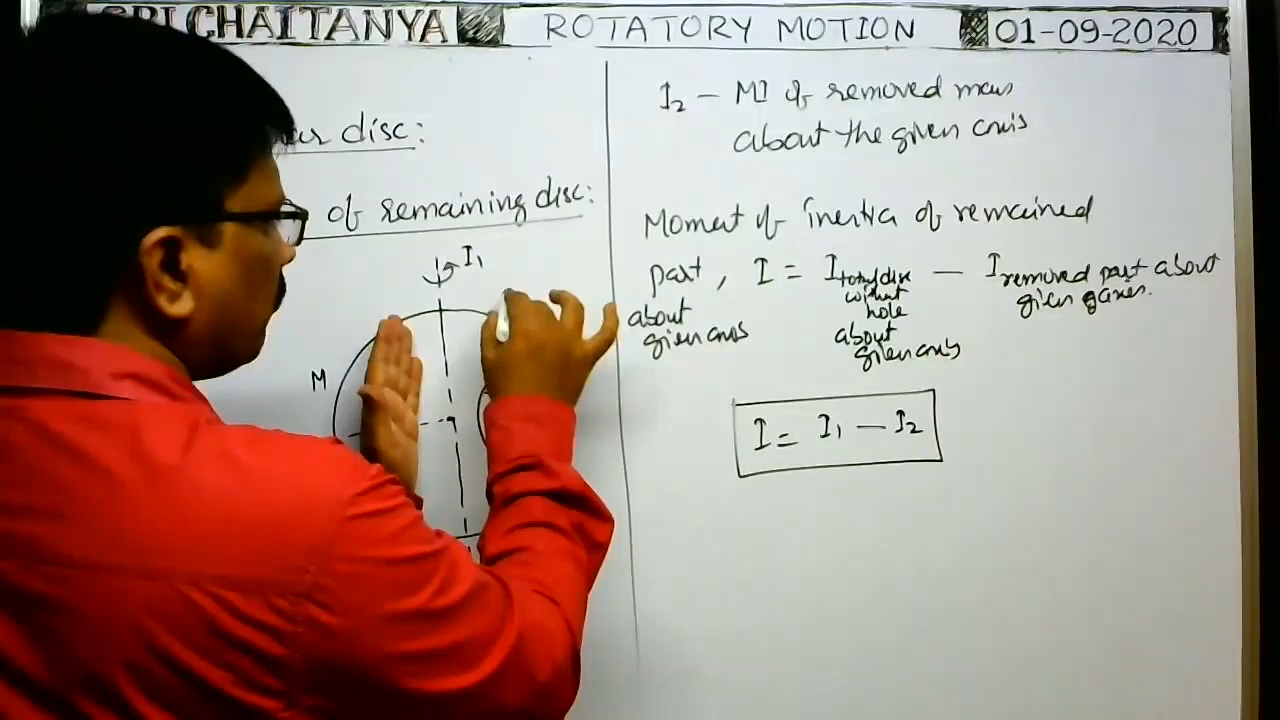 SRI CHAITANYA
ROTATORY MOTION
01-09-2020
disc:
of remaining disc:
I₁
M
I₂ - MI of removed mass
about the given axis
Moment of inertia of remained
part, I = I total disc — I removed part about
without
hole
about
given axis
given axis.
about
given axis
I = I₁ - I₂